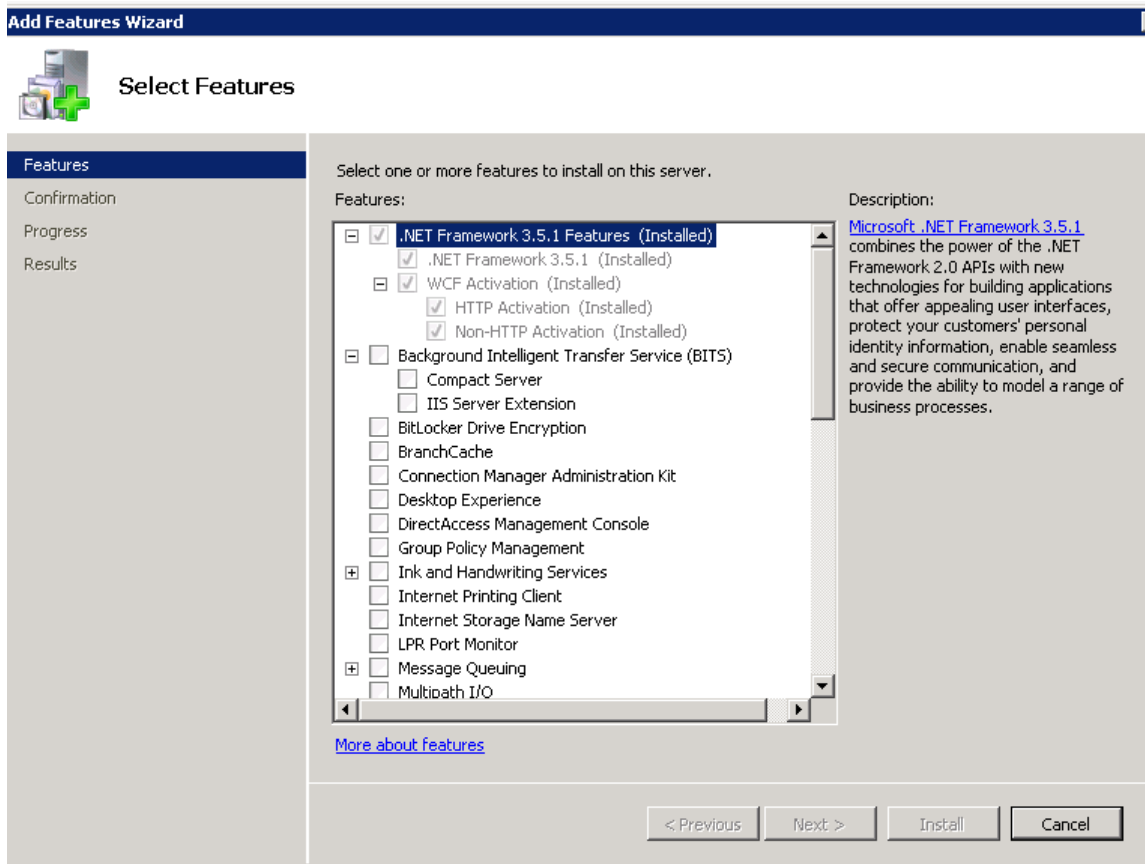 Add Features Wizard
Select Features
Features
Confirmation
Progress
Results
Select one or more features to install on this server.
Features:
.NET Framework 3.5.1 Features (Installed)
.NET Framework 3.5.1 (Installed)
WCF Activation (Installed)
HTTP Activation (Installed)
Non-HTTP Activation (Installed)
Background Intelligent Transfer Service (BITS)
Compact Server
IIS Server Extension
BitLocker Drive Encryption
BranchCache
Connection Manager Administration Kit
Desktop Experience
DirectAccess Management Console
Group Policy Management
Ink and Handwriting Services
Internet Printing Client
Internet Storage Name Server
LPR Port Monitor
Message Queuing
Multipath I/O
More about features
Description:
Microsoft .NET Framework 3.5.1
combines the power of the .NET
Framework 2.0 APIs with new
technologies for building applications
that offer appealing user interfaces,
protect your customers' personal
identity information, enable seamless
and secure communication, and
provide the ability to model a range of
business processes.
< Previous
Next >
Install
Cancel